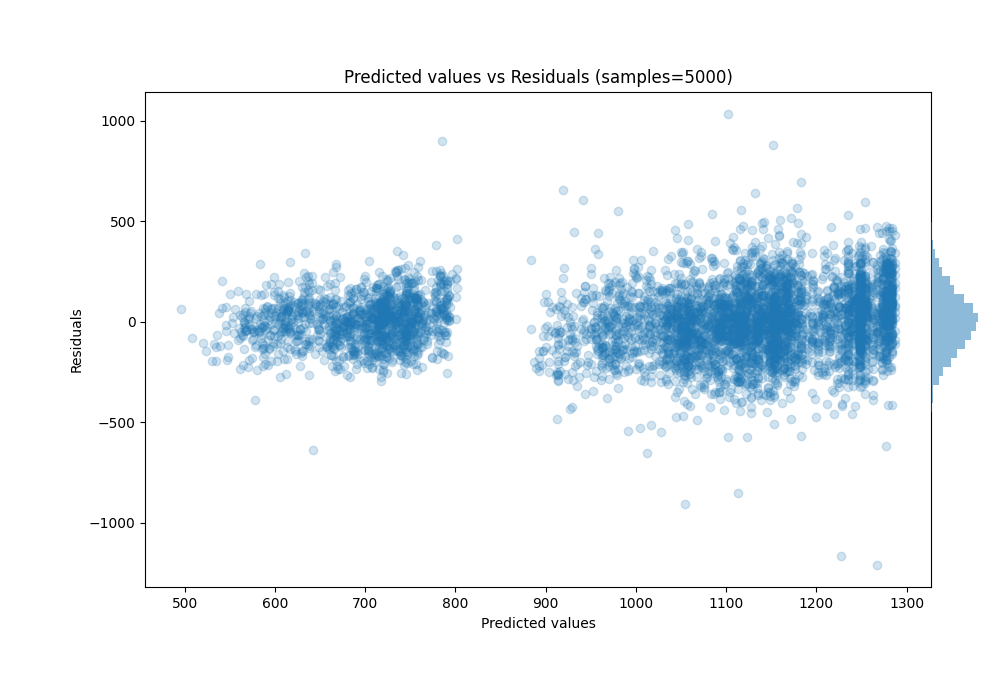 Predicted values vs Residuals (samples=5000)
1000
500
0
−500
−1000
Residuals
500 600 700 800 900 1000 1100 1200 1300
Predicted values